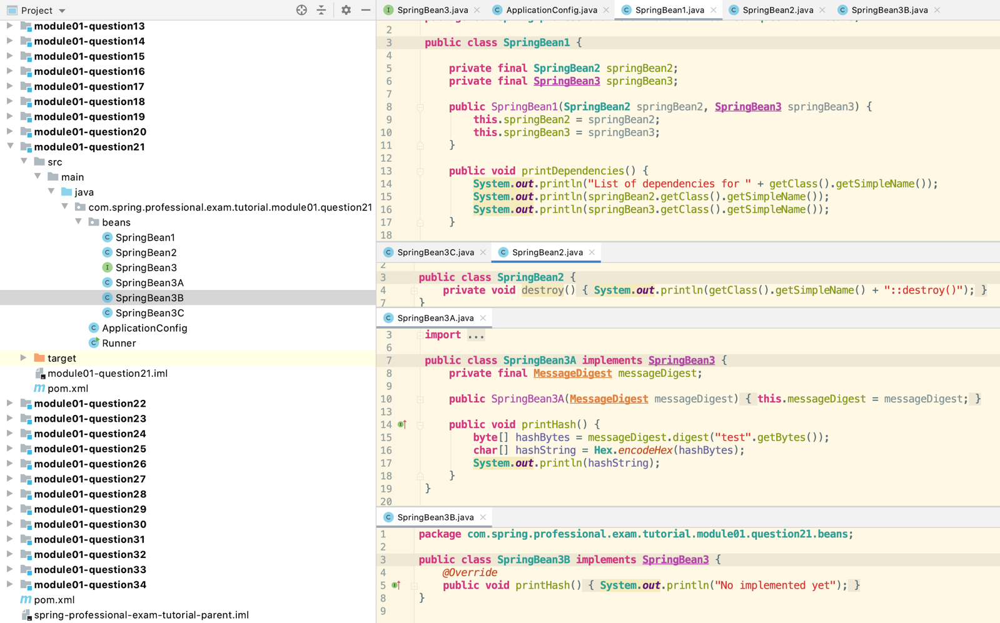 Project
module01-question13
module01-question14
module01-question15
module01-question16
module01-question17
module01-question18
module01-question19
module01-question20
module01-question21
src
main
java
com.spring.professional.exam.tutorial.module01.question21
beans
SpringBean1
SpringBean2
SpringBean3
SpringBean3A
SpringBean3B
SpringBean3C
ApplicationConfig
Runner
target
module01-question21.iml
pom.xml
module01-question22
module01-question23
module01-question24
module01-question25
module01-question26
module01-question27
module01-question28
module01-question29
module01-question30
module01-question31
module01-question32
module01-question33
module01-question34
pom.xml
spring-professional-exam-tutorial-parent.iml
SpringBean3.java ApplicationConfig.java SpringBean1.java SpringBean2.java SpringBean3B.java
2
3 public class SpringBean1 {
4
5 private final SpringBean2 springBean2;
6 private final SpringBean3 springBean3;
7
8 public SpringBean1(SpringBean2 springBean2, SpringBean3 springBean3) {
9 this.springBean2 = springBean2;
10 this.springBean3 = springBean3;
11 }
12
13 public void printDependencies() {
14 System.out.println("List of dependencies for " + getClass().getSimpleName());
15 System.out.println(springBean2.getClass().getSimpleName());
16 System.out.println(springBean3.getClass().getSimpleName());
17 }
18
SpringBean3C.java SpringBean2.java
2
3 public class SpringBean2 {
4 private void destroy() { System.out.println(getClass().getSimpleName() + "::destroy()"); }
7 }
SpringBean3A.java
3 import ...
6
7 public class SpringBean3A implements SpringBean3 {
8 private final MessageDigest messageDigest;
9
10 public SpringBean3A(MessageDigest messageDigest) { this.messageDigest = messageDigest; }
13
14 public void printHash() {
15 byte[] hashBytes = messageDigest.digest("test".getBytes());
16 char[] hashString = Hex.encodeHex(hashBytes);
17 System.out.println(hashString);
18 }
19 }
20
SpringBean3B.java
1 package com.spring.professional.exam.tutorial.module01.question21.beans;
2
3 public class SpringBean3B implements SpringBean3 {
4 @Override
5 public void printHash() { System.out.println("No implemented yet"); }
8 }
9